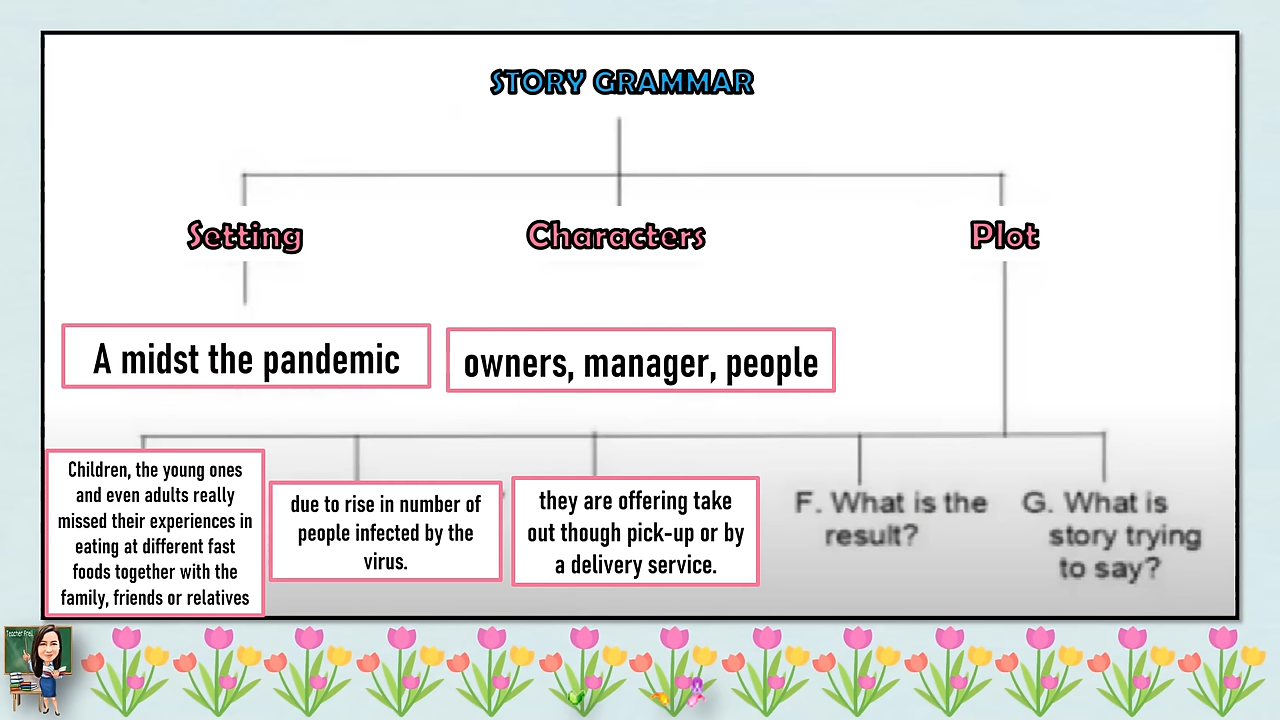 STORY GRAMMAR
Setting
Characters
Plot
A midst the pandemic
owners, manager, people
Children, the young ones
and even adults really
missed their experiences in
eating at different fast
foods together with the
family, friends or relatives
due to rise in number of
people infected by the
virus.
they are offering take
out though pick-up or by
a delivery service.
F. What is the
result?
G. What is
story trying
to say?